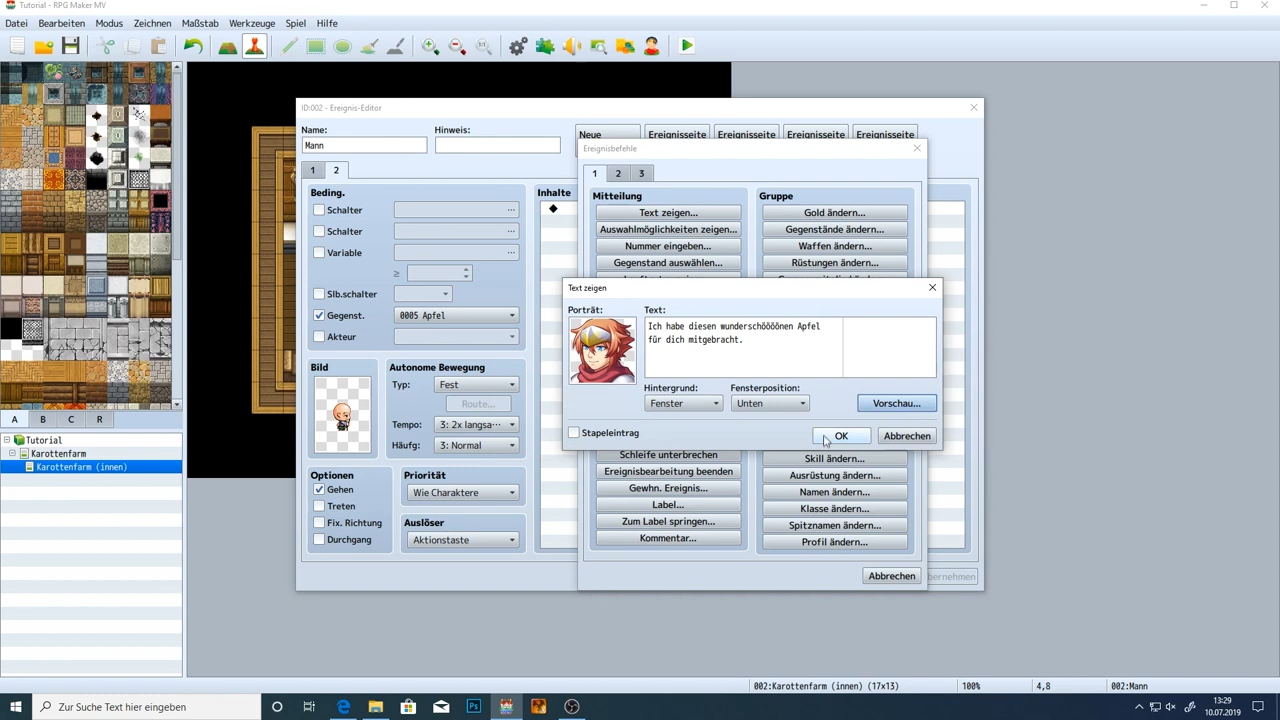 Tutorial - RPG Maker MV
Datei Bearbeiten Modus Zeichnen Maßstab Werkzeuge Spiel Hilfe
ID:002 - Ereignis-Editor
Name:
Hinweis:
Mann
Neue
Ereignisseite Ereignisseite Ereignisseite Ereignisseite
Ereignisbefehle
1 2
1 2 3
Beding.
Inhalte
Schalter
...
Schalter
...
Variable
...
≥
Slb.schalter
Gegenst.
0005 Apfel
Akteur
Mitteilung
Gruppe
Text zeigen...
Gold ändern...
Auswahlmöglichkeiten zeigen...
Gegenstände ändern...
Nummer eingeben...
Waffen ändern...
Gegenstand auswählen...
Rüstungen ändern...
Text zeigen
Porträt:
Text:
Ich habe diesen wunderschöööönen Apfel
für dich mitgebracht.
Hintergrund:
Fensterposition:
Fenster
Unten
Vorschau...
Stapeleintrag
OK
Abbrechen
Bild
Autonome Bewegung
Typ:
Fest
Route...
Tempo:
3: 2x langsa···
Häufg:
3: Normal
Optionen
Gehen
Treten
Fix. Richtung
Durchgang
Priorität
Wie Charaktere
Auslöser
Aktionstaste
Schleife unterbrechen
Skill ändern...
Ereignisbearbeitung beenden
Ausrüstung ändern...
Gewhn. Ereignis...
Namen ändern...
Label...
Klasse ändern...
Zum Label springen...
Spitznamen ändern...
Kommentar...
Profil ändern...
Abbrechen
bernehmen
A B C R
Tutorial
Karottenfarm
Karottenfarm (innen)
002:Karottenfarm (innen) (17x13)
100%
4,8
002:Mann
Zur Suche Text hier eingeben
Ps
13:29
10.07.2019